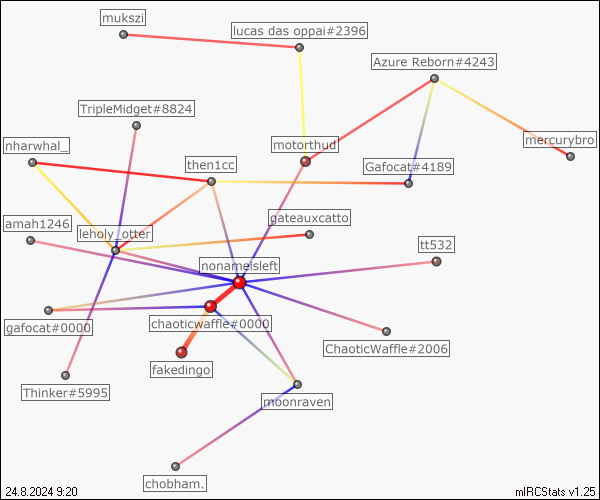 mukszi
lucas das oppai#2396
Azure Reborn#4243
TripleMidget#8824
nharwhal_
then1cc
motorthud
mercurybro
Gafocat#4189
amah1246
leholy_otter
gateauxcatto
tt532
nonameisleft
gafocat#0000
chaoticwaffle#0000
ChaoticWaffle#2006
fakedingo
Thinker#5995
moonraven
chobham.
24.8.2024 9:20
mIRCStats v1.25